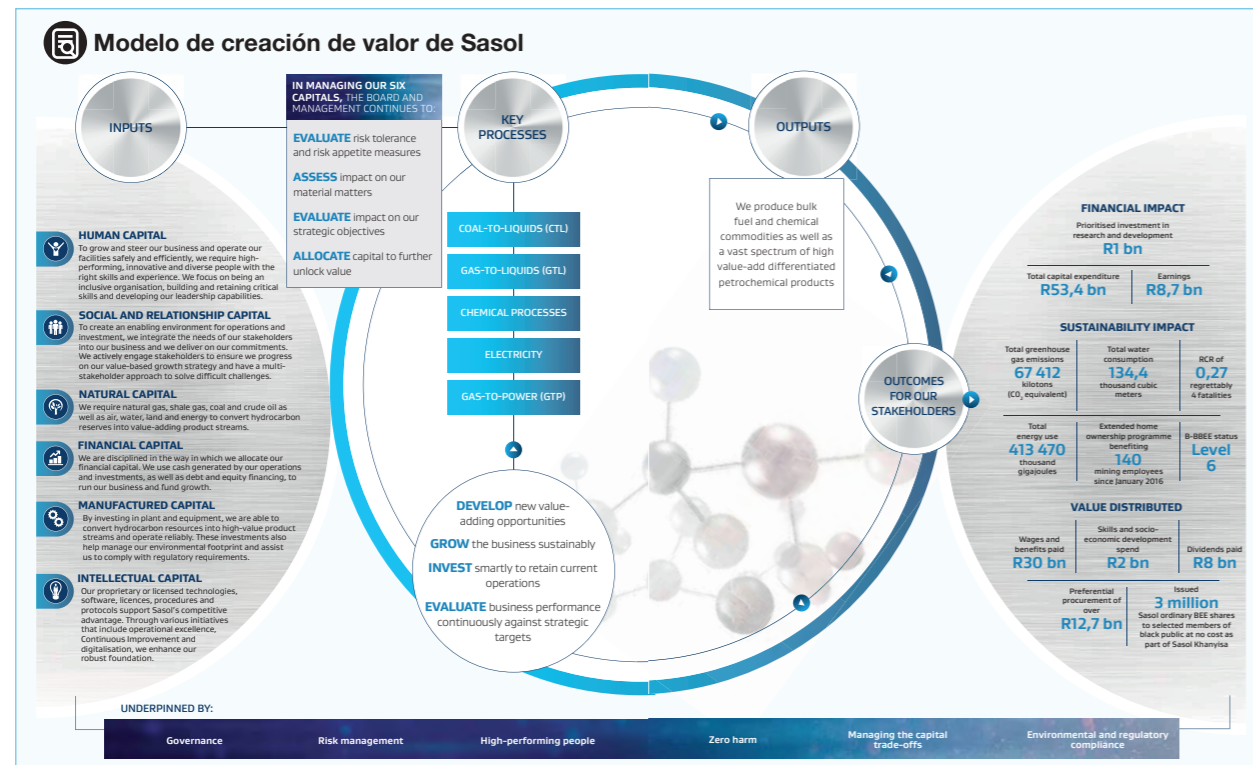 Modelo de creación de valor de Sasol
INPUTS
HUMAN CAPITAL
To grow and steer our business and operate our
facilities safely and efficiently, we require high-
performing, innovative and diverse people with the
right skills and experience. We focus on being an
inclusive organisation, building and retaining critical
skills and developing our leadership capabilities.
SOCIAL AND RELATIONSHIP CAPITAL
To create an enabling environment for operations and
investment, we integrate the needs of our stakeholders
into our business and we deliver on our commitments.
We actively engage stakeholders to ensure we progress
on our value-based growth strategy and have a multi-
stakeholder approach to solve difficult challenges.
NATURAL CAPITAL
We require natural gas, shale gas, coal and crude oil as
well as air, water, land and energy to convert hydrocarbon
reserves into value-adding product streams.
FINANCIAL CAPITAL
We are disciplined in the way in which we allocate our
financial capital. We use cash generated by our operations
and investments, as well as debt and equity financing, to
run our business and fund growth.
MANUFACTURED CAPITAL
By investing in plant and equipment, we are able to
convert hydrocarbon resources into high-value product
streams and operate reliably. These investments also
help manage our environmental footprint and assist
us to comply with regulatory requirements.
INTELLECTUAL CAPITAL
Our proprietary or licensed technologies,
software, licences, procedures and
protocols support Sasol's competitive
advantage. Through various initiatives
that include operational excellence,
Continuous Improvement and
digitalisation, we enhance our
robust foundation.
IN MANAGING OUR SIX
CAPITALS, THE BOARD AND
MANAGEMENT CONTINUES TO:
EVALUATE risk tolerance
and risk appetite measures
ASSESS impact on our
material matters
EVALUATE impact on our
strategic objectives
ALLOCATE capital to further
unlock value
KEY
PROCESSES
COAL-TO-LIQUIDS (CTL)
GAS-TO-LIQUIDS (GTL)
CHEMICAL PROCESSES
ELECTRICITY
GAS-TO-POWER (GTP)
DEVELOP new value-
adding opportunities
GROW the business sustainably
INVEST smartly to retain current
operations
EVALUATE business performance
continuously against strategic
targets
OUTPUTS
We produce bulk
fuel and chemical
commodities as well as
a vast spectrum of high
value-add differentiated
petrochemical products
OUTCOMES
FOR OUR
STAKEHOLDERS
FINANCIAL IMPACT
Prioritised investment in
research and development
R1 bn
Total capital expenditure
R53,4 bn
Earnings
R8,7 bn
SUSTAINABILITY IMPACT
Total greenhouse
gas emissions
67 412
kilotons
(CO₂ equivalent)
Total water
consumption
134,4
thousand cubic
meters
RCR of
0,27
regrettably
4 fatalities
Total
energy use
413 470
thousand
gigajoules
Extended home
ownership programme
benefiting
140
mining employees
since January 2016
B-BBEE status
Level
6
VALUE DISTRIBUTED
Wages and
benefits paid
R30 bn
Skills and socio-
economic development
spend
R2 bn
Dividends paid
R8 bn
Preferential
procurement of
over
R12,7 bn
Issued
3 million
Sasol ordinary BEE shares
to selected members of
black public at no cost as
part of Sasol Khanyisa
UNDERPINNED BY:
Governance
Risk management
High-performing people
Zero harm
Managing the capital
trade-offs
Environmental and regulatory
compliance